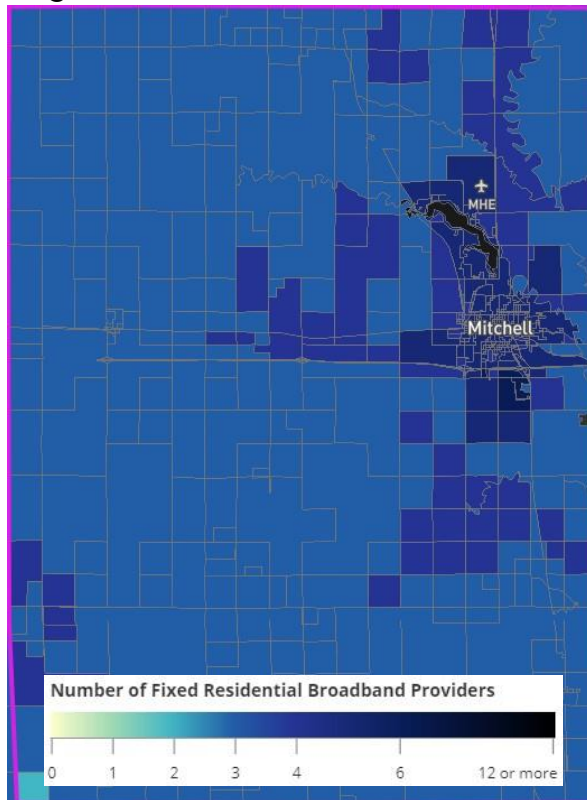 MHE
Mitchell
Number of Fixed Residential Broadband Providers
0 1 2 3 4 6 12 or more